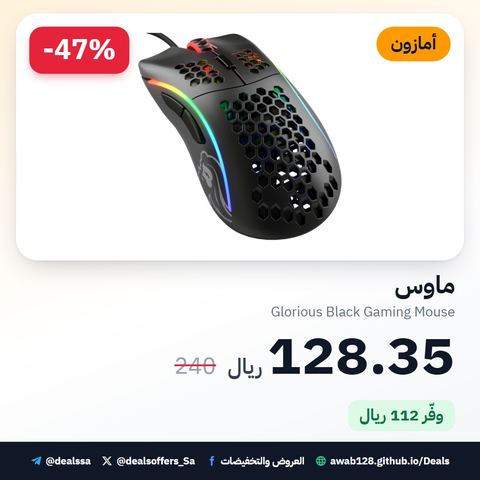 -47%
أمازون
ماوس
Glorious Black Gaming Mouse
128.35 ريال 240
وفّر 112 ريال
@dealssa @dealsoffers_Sa العروض والتخفيضات awab128.github.io/Deals